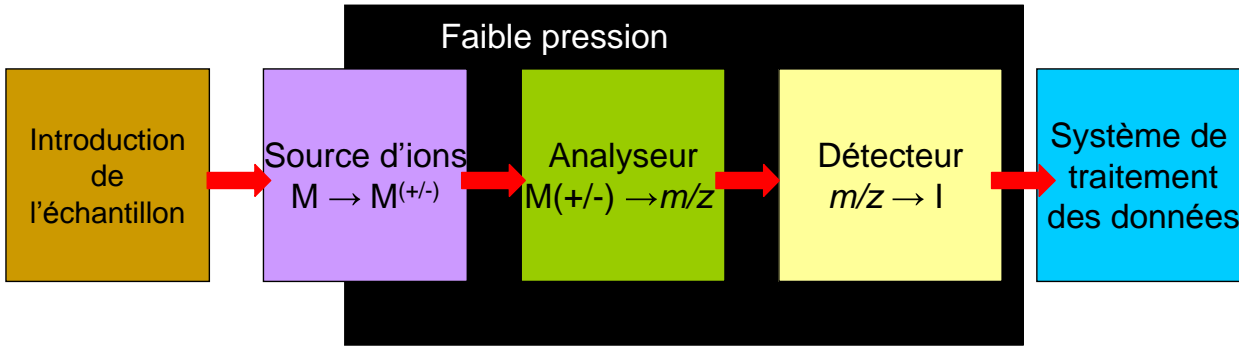 Faible pression
Introduction
de
l'échantillon
Source d'ions
M → M(+/-)
Analyseur
M(+/-) →m/z
Détecteur
m/z → I
Système de
traitement
des données